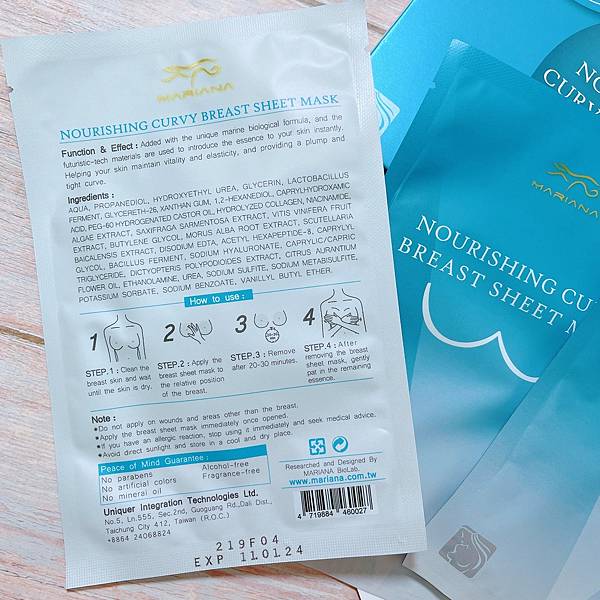 MARIANA
NOURISHING CURVY BREAST SHEET MASK
Function & Effect : Added with the unique marine biological formula, and the
futuristic-tech materials are used to introduce the essence to your skin instantly.
Helping your skin maintain vitality and elasticity, and providing a plump and
tight curve.
Ingredients :
AQUA, PROPANEDIOL, HYDROXYETHYL UREA, GLYCERIN, LACTOBACILLUS
FERMENT, GLYCERETH-26, XANTHAN GUM, 1,2-HEXANEDIOL, CAPRYLHYDROXAMIC
ACID, PEG-60 HYDROGENATED CASTOR OIL, HYDROLYZED COLLAGEN, NIACINAMIDE,
ALGAE EXTRACT, SAXIFRAGA SARMENTOSA EXTRACT, VITIS VINIFERA FRUIT
EXTRACT, BUTYLENE GLYCOL, MORUS ALBA ROOT EXTRACT, SCUTELLARIA
BAICALENSIS EXTRACT, DISODIUM EDTA, ACETYL HEXAPEPTIDE-8, CAPRYLYL
GLYCOL, BACILLUS FERMENT, SODIUM HYALURONATE, CAPRYLIC/CAPRIC
TRIGLYCERIDE, DICTYOPTERIS POLYPODIOIDES EXTRACT, CITRUS AURANTIUM
FLOWER OIL, ETHANOLAMINE, UREA, SODIUM SULFITE, SODIUM METABISULFITE,
POTASSIUM SORBATE, SODIUM BENZOATE, VANILLYL BUTYL ETHER.
How to use :
1 2 3 4
STEP.1 : Clean the
breast skin and wait
until the skin is dry.
STEP.2 : Apply the
breast sheet mask to
the relative position
of the breast.
STEP.3 : Remove
after 20-30 minutes.
STEP.4 : After
removing the breast
sheet mask, gently
pat in the remaining
essence.
Note :
●Do not apply on wounds and areas other than the breast.
●Apply the breast sheet mask immediately once opened.
●If you have an allergic reaction, stop using it immediately and seek medical advice.
●Avoid direct sunlight and store in a cool and dry place.
Peace of Mind Guarantee :
No parabens
No artificial colors
No mineral oil
Alcohol-free
Fragrance-free
Uniquer Integration Technologies Ltd.
No.5, Ln.555, Sec.2nd, Guoguang Rd.,Dali Dist.,
Taichung City 412, Taiwan (R.O.C.)
+8864 24068824
Researched and Designed By
MARIANA BioLab.
www.mariana.com.tw
4 719884 460027
219F04
EXP 110124
NO
CURVY
MARIANA
NOURISHING CU
BREAST SHEET M